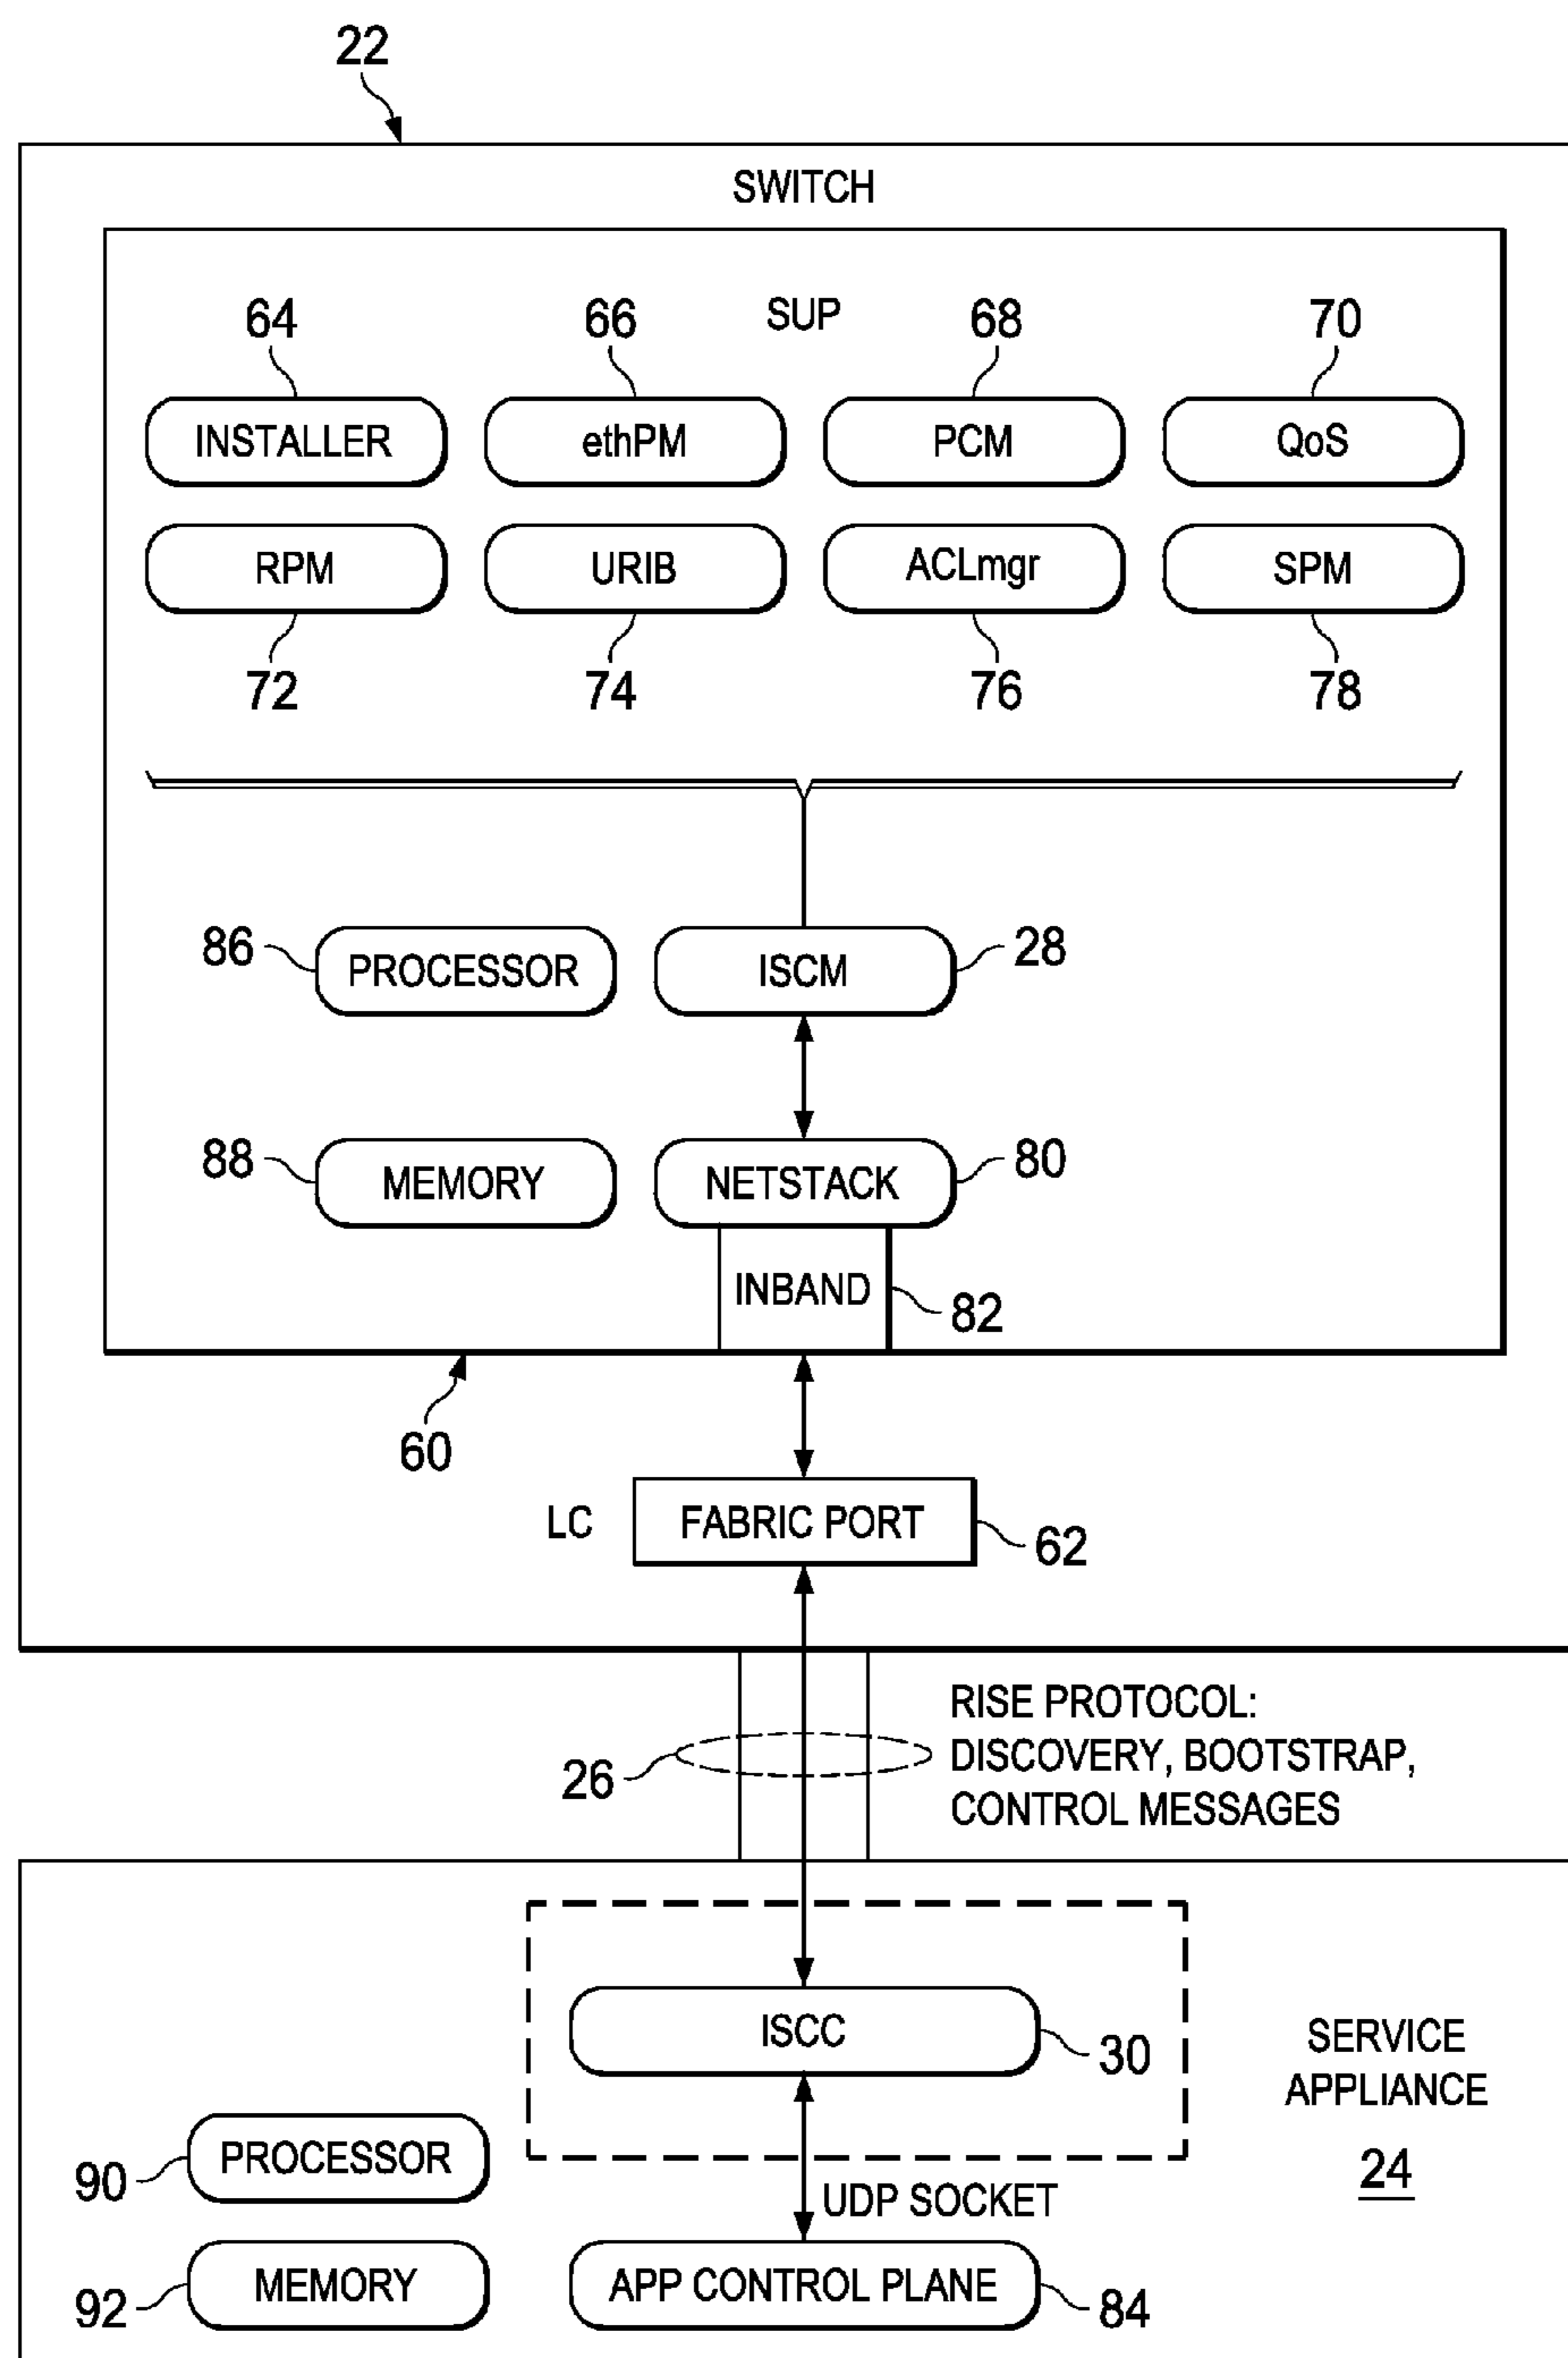 22
SWITCH
SUP
64
66
68
70
INSTALLER
ethPM
PCM
QoS
RPM
URIB
ACLmgr
SPM
72
74
76
78
86
PROCESSOR
ISCM
28
88
MEMORY
NETSTACK
80
INBAND
82
60
LC
FABRIC PORT
62
RISE PROTOCOL:
DISCOVERY, BOOTSTRAP,
CONTROL MESSAGES
26
ISCC
30
SERVICE
APPLIANCE
24
90
PROCESSOR
UDP SOCKET
92
MEMORY
APP CONTROL PLANE
84